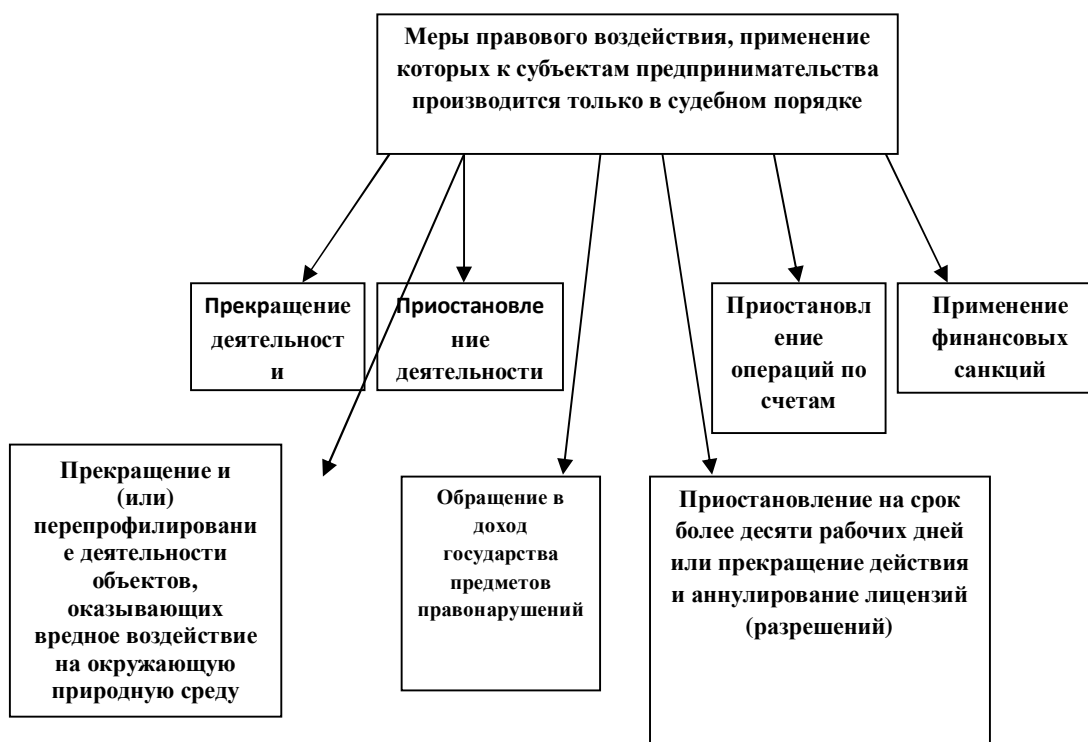 Меры правового воздействия, применение
которых к субъектам предпринимательства
производится только в судебном порядке
Прекращение
деятельност
и
Приостановле
ние
деятельности
Приостановл
ение
операций по
счетам
Применение
финансовых
санкций
Прекращение и
(или)
перепрофилировани
е деятельности
объектов,
оказывающих
вредное воздействие
на окружающую
природную среду
Обращение в
доход
государства
предметов
правонарушений
Приостановление на срок
более десяти рабочих дней
или прекращение действия
и аннулирование лицензий
(разрешений)